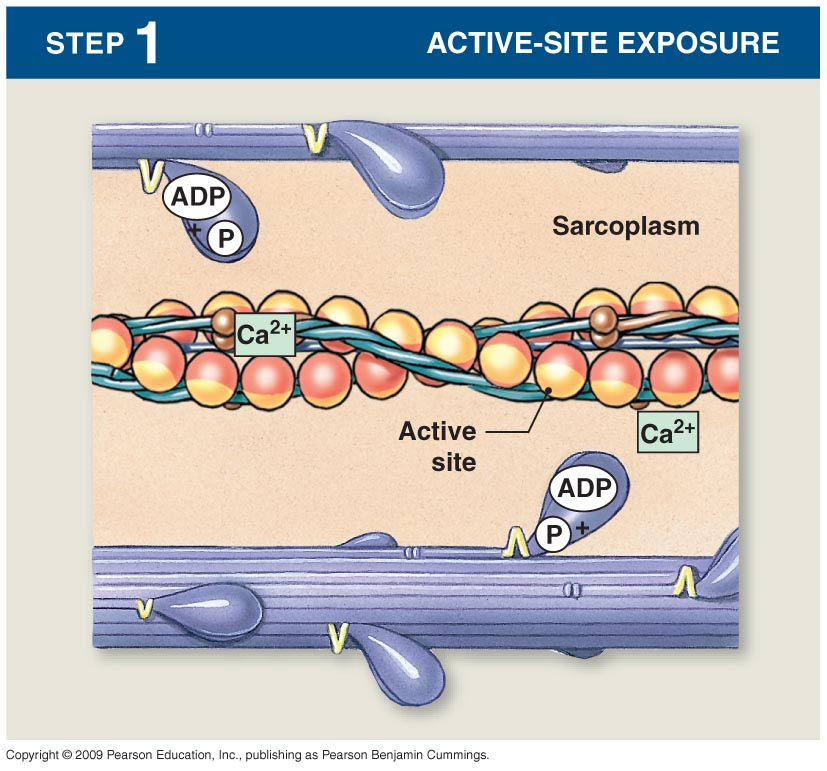 STEP 1
ACTIVE-SITE EXPOSURE
ADP
+ P
Sarcoplasm
Ca2+
Active
site
Ca2+
ADP
P +
Copyright © 2009 Pearson Education, Inc., publishing as Pearson Benjamin Cummings.